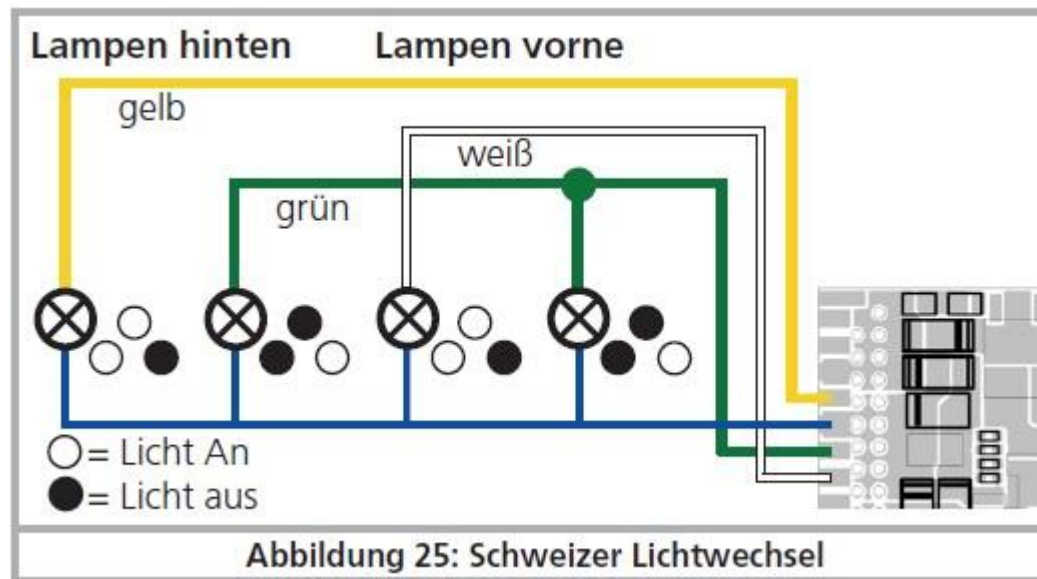 Lampen hinten Lampen vorne
gelb
weiß
grün
= Licht An
= Licht aus
Abbildung 25: Schweizer Lichtwechsel